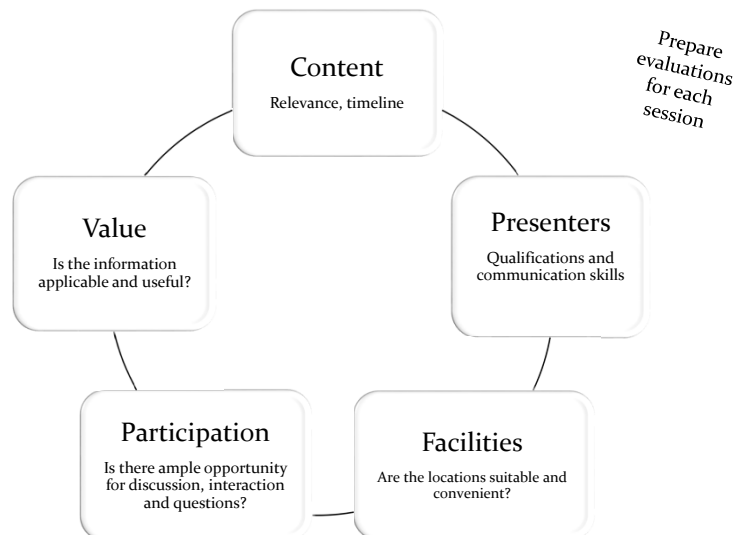 Content
Relevance, timeline
Prepare
evaluations
for each
session
Presenters
Qualifications and
communication skills
Facilities
Are the locations suitable and
convenient?
Participation
Is there ample opportunity
for discussion, interaction
and questions?
Value
Is the information
applicable and useful?